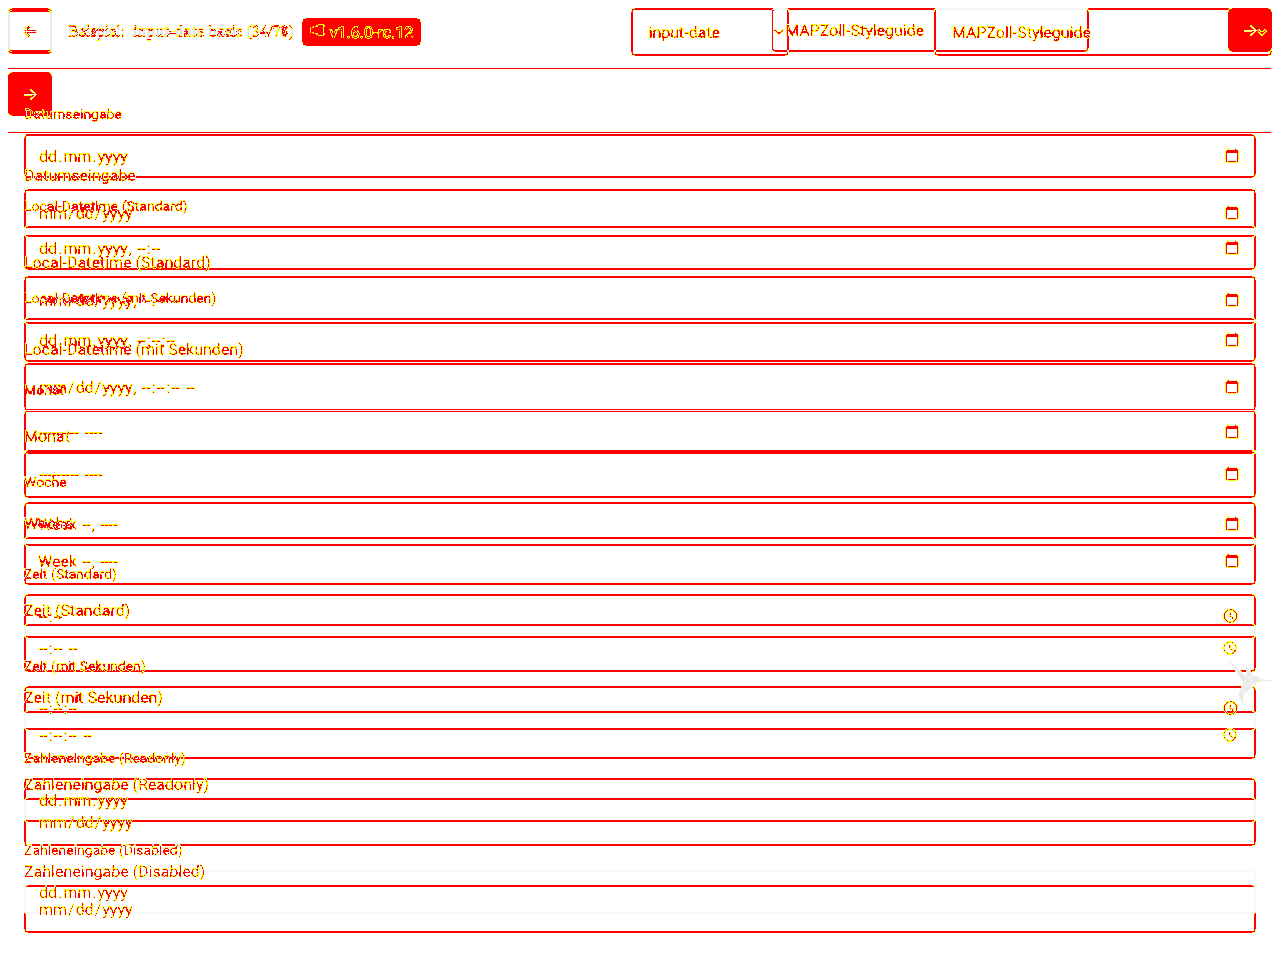 Beispiel: input-date basic (34/78) v1.6.0-rc.12 input-date MAPZoll-Styleguide MAPZoll-Styleguide
Datumseingabe
dd.mm.yyyy
Datumseingabe
Local-Datetime (Standard)
mm/dd/yyyy
dd.mm.yyyy, --:--
Local-Datetime (Standard)
Local-Datetime (mit Sekunden)
mm/dd/yyyy,
dd.mm.yyyy, --:--:--
Local-Datetime (mit Sekunden)
mm/dd/yyyy, --:--:-- --
Monat
--------- ----
Monat
--------- ----
Woche
Woche
Week --, ----
Week --, ----
Zeit (Standard)
Zeit (Standard)
--:--
--:-- --
Zeit (mit Sekunden)
Zeit (mit Sekunden)
--:--:--
--:--:-- --
Zahleneingabe (Readonly)
Zahleneingabe (Readonly)
dd.mm.yyyy
mm/dd/yyyy
Zahleneingabe (Disabled)
Zahleneingabe (Disabled)
dd.mm.yyyy
mm/dd/yyyy